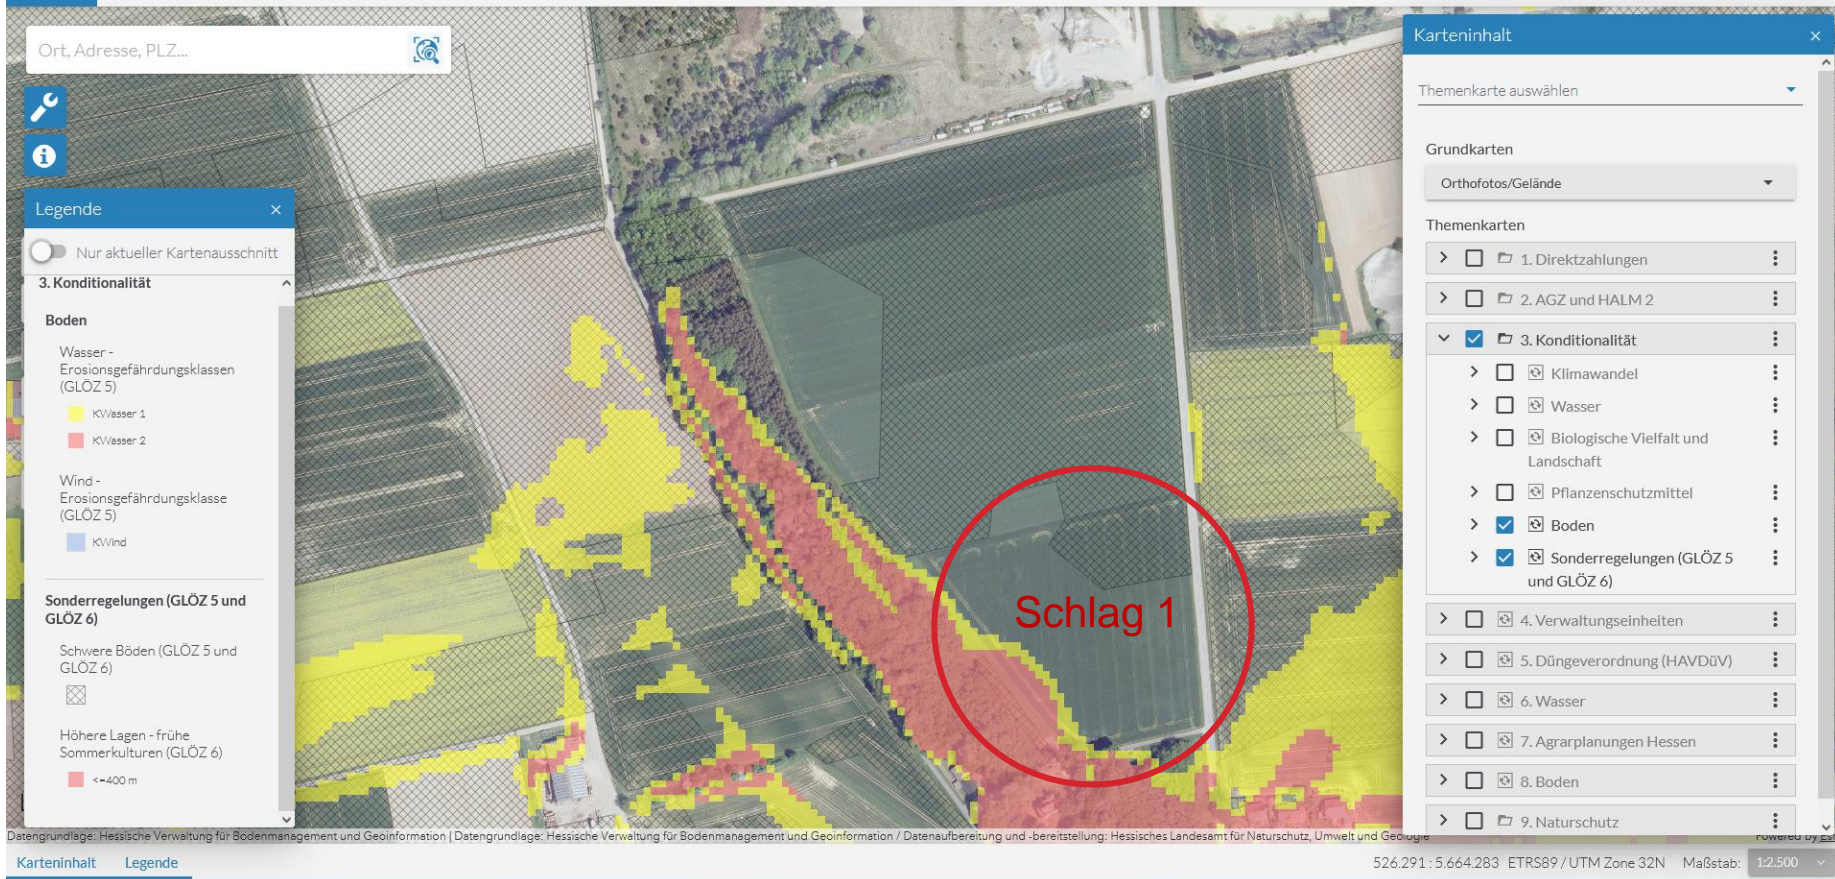 Ort, Adresse, PLZ...
Legende
Nur aktueller Kartenausschnitt
3. Konditionalität
Boden
Wasser -
Erosionsgefährdungsklassen
(GLÖZ 5)
KWasser 1
KWasser 2
Wind -
Erosionsgefährdungsklasse
(GLÖZ 5)
KWind
Sonderregelungen (GLÖZ 5 und
GLÖZ 6)
Schwere Böden (GLÖZ 5 und
GLÖZ 6)
Höhere Lagen - frühe
Sommerkulturen (GLÖZ 6)
<=400 m
Schlag 1
Karteninhalt
Themenkarte auswählen
Grundkarten
Orthofotos/Gelände
Themenkarten
1. Direktzahlungen
2. AGZ und HALM 2
3. Konditionalität
Klimawandel
Wasser
Biologische Vielfalt und
Landschaft
Pflanzenschutzmittel
Boden
Sonderregelungen (GLÖZ 5
und GLÖZ 6)
4. Verwaltungseinheiten
5. Düngeverordnung (HAVDüV)
6. Wasser
7. Agrarplanungen Hessen
8. Boden
9. Naturschutz
Datengrundlage: Hessische Verwaltung für Bodenmanagement und Geoinformation | Datengrundlage: Hessische Verwaltung für Bodenmanagement und Geoinformation / Datenaufbereitung und -bereitstellung: Hessisches Landesamt für Naturschutz, Umwelt und Geologie
Powered by Esri
Karteninhalt Legende
526.291 : 5.664.283 ETRS89 / UTM Zone 32N Maßstab: 1:2.500